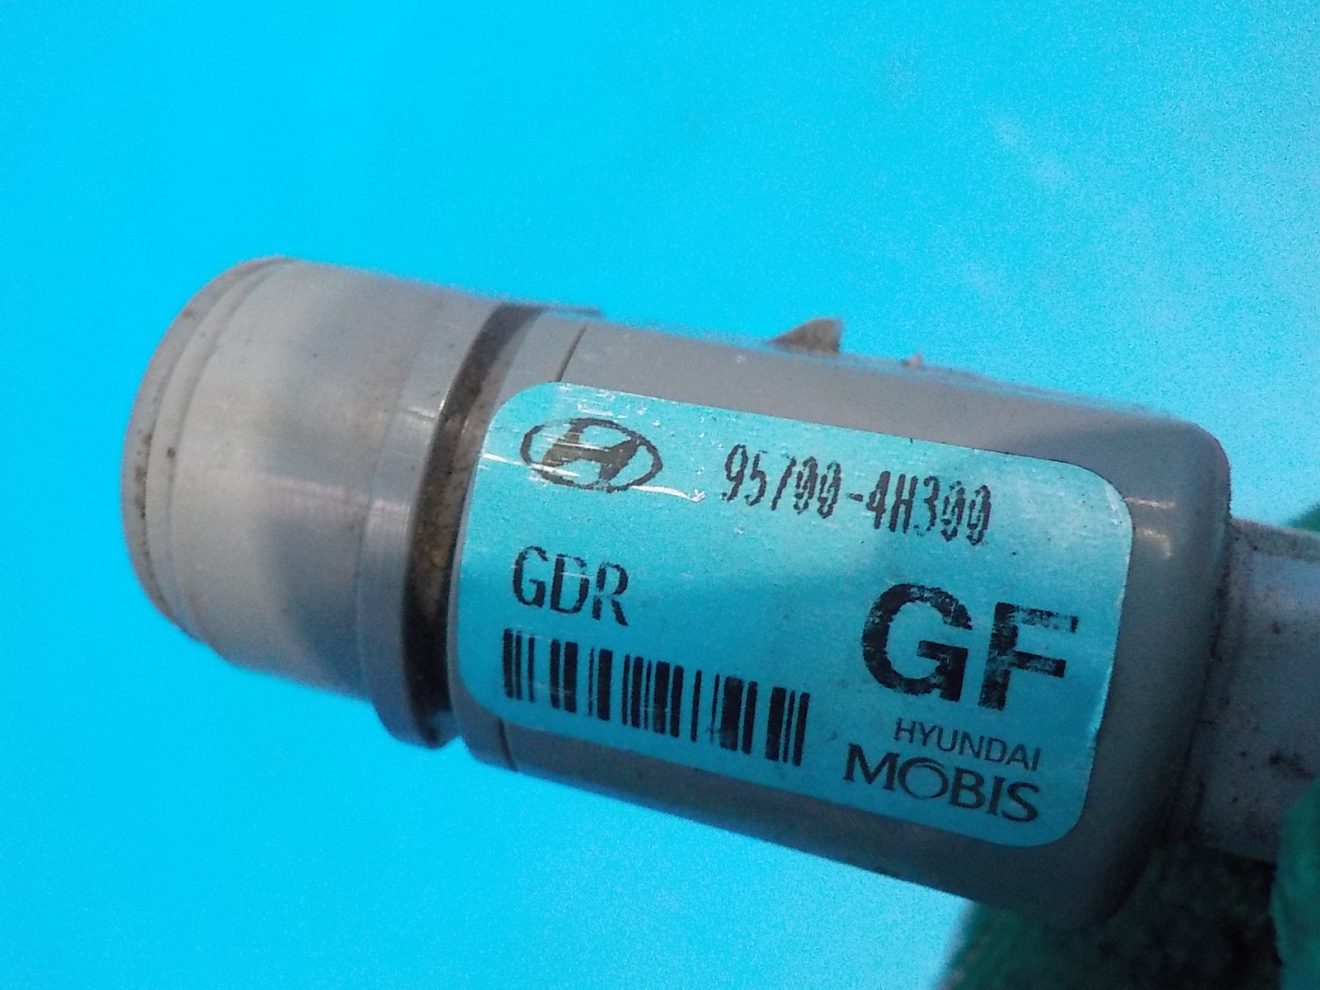 95700-4H300
GDR
GF
HYUNDAI
MOBIS